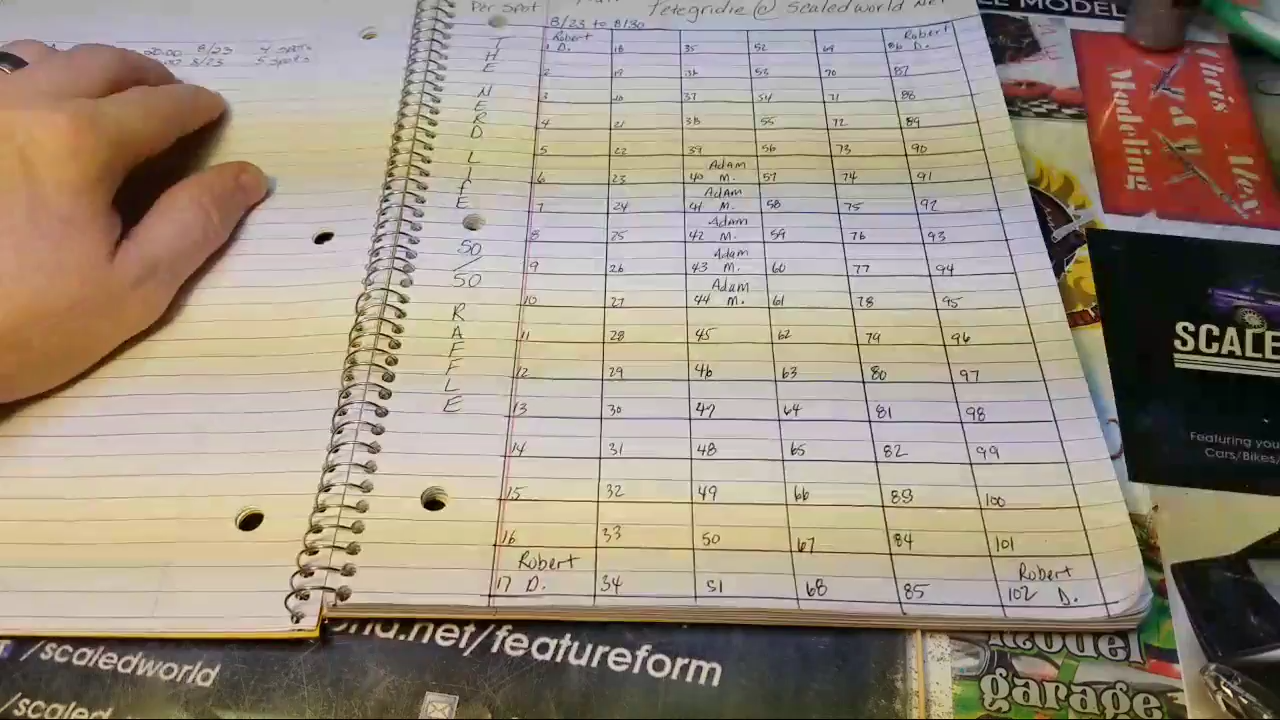 8/23 4 spots
8/23 5 spots
Per Spot
petegridie@scaledworld.net
8/23 to 8/30
THE NERD LIFE 50/50 RAFFLE
1 Robert D. 18 35 52 69 86 Robert D.
2 19 36 53 70 87
3 20 37 54 71 88
4 21 38 55 72 89
5 22 39 56 73 90
6 23 40 Adam M. 57 74 91
7 24 41 Adam M. 58 75 92
8 25 42 Adam M. 59 76 93
9 26 43 Adam M. 60 77 94
10 27 44 Adam M. 61 78 95
11 28 45 62 79 96
12 29 46 63 80 97
13 30 47 64 81 98
14 31 48 65 82 99
15 32 49 66 83 100
16 33 50 67 84 101
17 Robert D. 34 51 68 85 102 Robert D.
LE MODEL
Chris Alex
Modeling
SCALE
Featuring you
Cars/Bikes/
.net/featureform
/scaledworld
/scaled
Model
garage